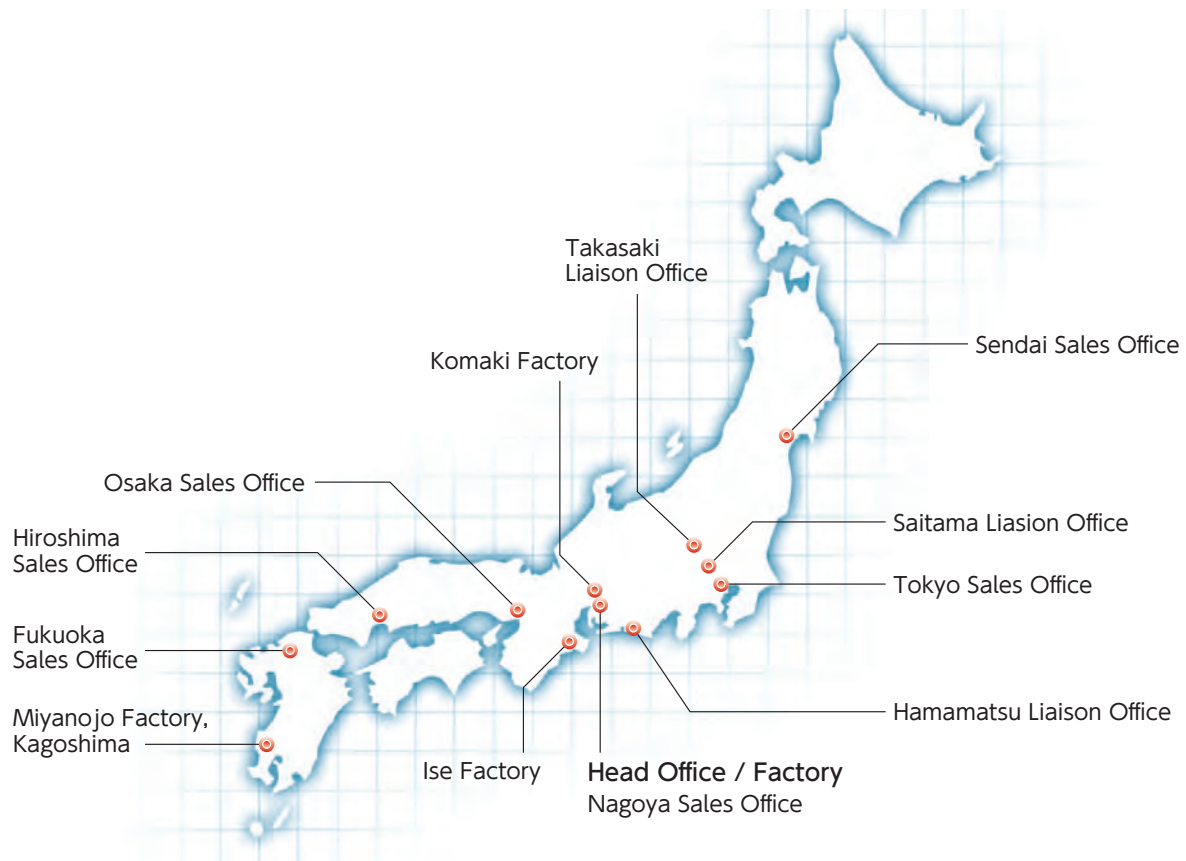 Takasaki
Liaison Office
Komaki Factory
Sendai Sales Office
Osaka Sales Office
Hiroshima
Sales Office
Saitama Liasion Office
Tokyo Sales Office
Fukuoka
Sales Office
Miyanojo Factory,
Kagoshima
Hamamatsu Liaison Office
Ise Factory
Head Office / Factory
Nagoya Sales Office